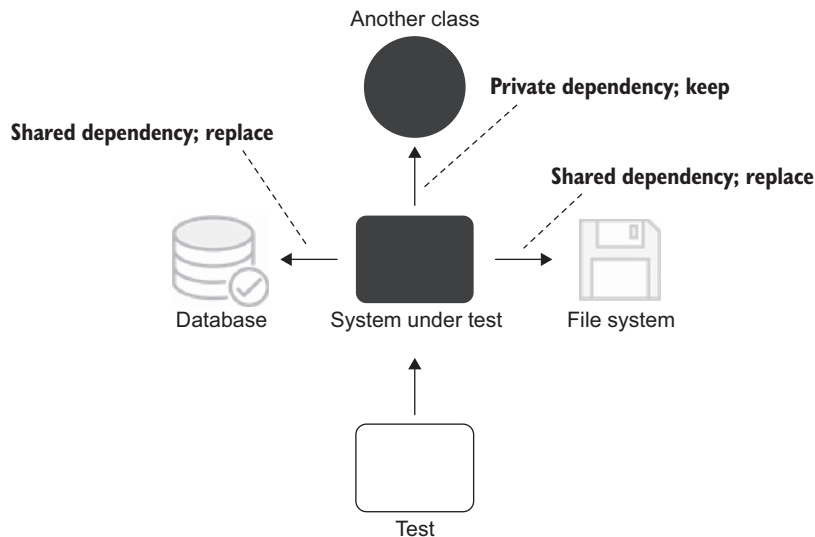 Another class
Private dependency; keep
Shared dependency; replace
Shared dependency; replace
Database
System under test
File system
Test